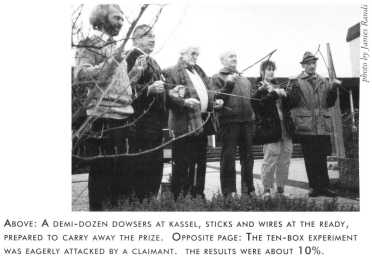 photo by James Randi
ABOVE: A DEMI-DOZEN DOWSERS AT KASSEL, STICKS AND WIRES AT THE READY,
PREPARED TO CARRY AWAY THE PRIZE. OPPOSITE PAGE: THE TEN-BOX EXPERIMENT
WAS EAGERLY ATTACKED BY A CLAIMANT. THE RESULTS WERE ABOUT 10%.